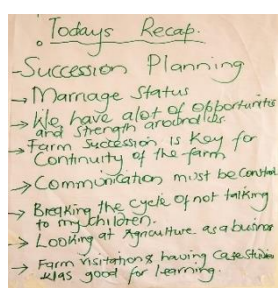 Todays Recap.
-Succession Planning
→ Marriage Status
→ We have alot of Opportunities
and Strength around Us.
→ Farm Succession is Key for
Continuity of the farm
→ Communication must be Constant
→ Breaking the cycle of not talking
to my children.
→ Looking at Agriculture as a business
→ Farm visitation & having Case Studies
was good for learning.